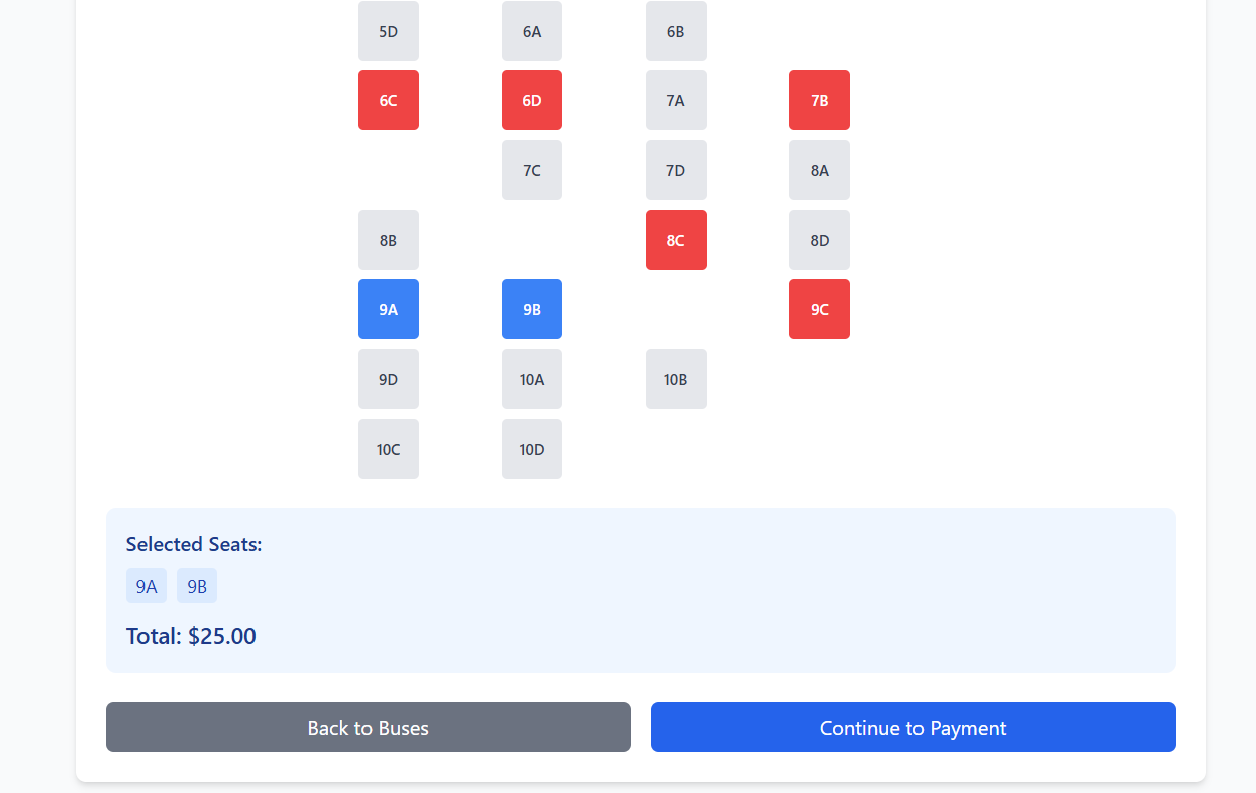 5D 6A 6B
6C 6D 7A 7B
7C 7D 8A
8B 8C 8D
9A 9B 9C
9D 10A 10B
10C 10D
Selected Seats:
9A 9B
Total: $25.00
Back to Buses Continue to Payment